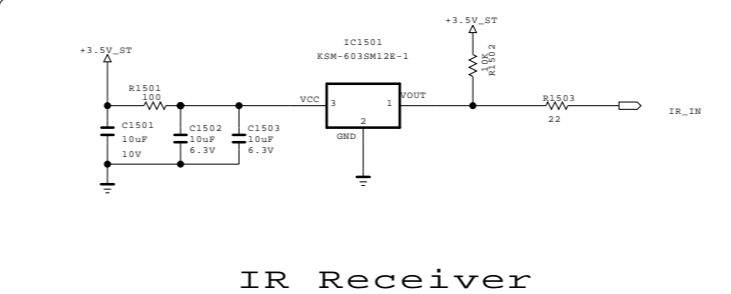 +3.5V_ST
IC1501
KSM-603SM12E-1
+3.5V_ST
10K
R1502
R1501
100
VCC
3
1
VOUT
2
GND
R1503
22
IR_IN
C1501
10uF
10V
C1502
10uF
6.3V
C1503
10uF
6.3V
IR Receiver